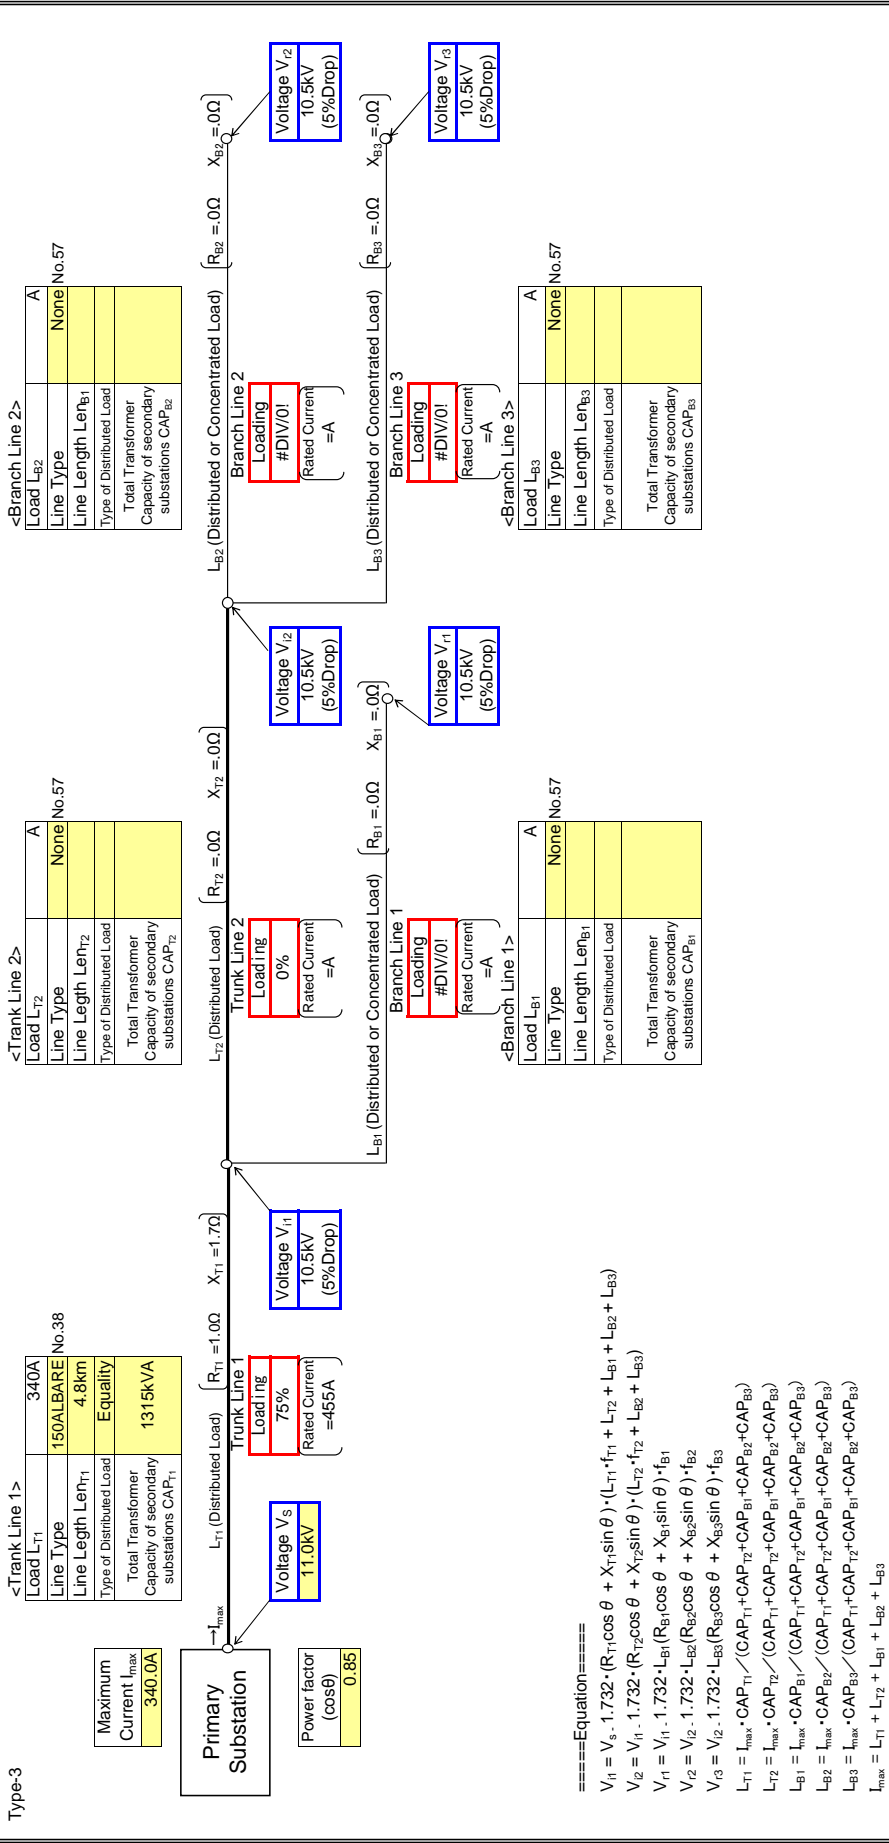 Type-3
Maximum
Current Imax
340.0A
Primary
Substation
Power factor
(cosθ)
0.85
→Imax
Voltage VS
11.0kV
<Trank Line 1>
Load LT1 340A
Line Type 150ALBARE No.38
Line Legth LenT1 4.8km
Type of Distributed Load Equality
Total Transformer
Capacity of secondary
substations CAPT1
1315kVA
LT1 (Distributed Load)
RT1 =1.0Ω XT1 =1.7Ω
Trunk Line 1
Loading
75%
Rated Current
=455A
Voltage Vi1
10.5kV
(5%Drop)
<Trank Line 2>
Load LT2 A
Line Type None No.57
Line Legth LenT2
Type of Distributed Load
Total Transformer
Capacity of secondary
substations CAPT2
LT2 (Distributed Load)
RT2 =.0Ω XT2 =.0Ω
Trunk Line 2
Loading
0%
Rated Current
=A
Voltage Vi2
10.5kV
(5%Drop)
LB1 (Distributed or Concentrated Load)
RB1 =.0Ω XB1 =.0Ω
Branch Line 1
Loading
#DIV/0!
Rated Current
=A
Voltage Vr1
10.5kV
(5%Drop)
<Branch Line 1>
Load LB1 A
Line Type None No.57
Line Length LenB1
Type of Distributed Load
Total Transformer
Capacity of secondary
substations CAPB1
<Branch Line 2>
Load LB2 A
Line Type None No.57
Line Length LenB1
Type of Distributed Load
Total Transformer
Capacity of secondary
substations CAPB2
LB2 (Distributed or Concentrated Load)
RB2 =.0Ω XB2 =.0Ω
Branch Line 2
Loading
#DIV/0!
Rated Current
=A
Voltage Vr2
10.5kV
(5%Drop)
LB3 (Distributed or Concentrated Load)
RB3 =.0Ω XB3 =.0Ω
Branch Line 3
Loading
#DIV/0!
Rated Current
=A
Voltage Vr3
10.5kV
(5%Drop)
<Branch Line 3>
Load LB3 A
Line Type None No.57
Line Length LenB3
Type of Distributed Load
Total Transformer
Capacity of secondary
substations CAPB3
=====Equation=====
Vi1 = Vs - 1.732・(RT1cos θ + XT1sin θ)・(LT1・fT1 + LT2 + LB1 + LB2 + LB3)
Vi2 = Vi1 - 1.732・(RT2cos θ + XT2sin θ)・(LT2・fT2 + LB2 + LB3)
Vr1 = Vi1 - 1.732・LB1(RB1cos θ + XB1sin θ)・fB1
Vr2 = Vi2 - 1.732・LB2(RB2cos θ + XB2sin θ)・fB2
Vr3 = Vi2 - 1.732・LB3(RB3cos θ + XB3sin θ)・fB3
LT1 = Imax・CAPT1／(CAPT1+CAPT2+CAPB1+CAPB2+CAPB3)
LT2 = Imax・CAPT2／(CAPT1+CAPT2+CAPB1+CAPB2+CAPB3)
LB1 = Imax・CAPB1／(CAPT1+CAPT2+CAPB1+CAPB2+CAPB3)
LB2 = Imax・CAPB2／(CAPT1+CAPT2+CAPB1+CAPB2+CAPB3)
LB3 = Imax・CAPB3／(CAPT1+CAPT2+CAPB1+CAPB2+CAPB3)
Imax = LT1 + LT2 + LB1 + LB2 + LB3